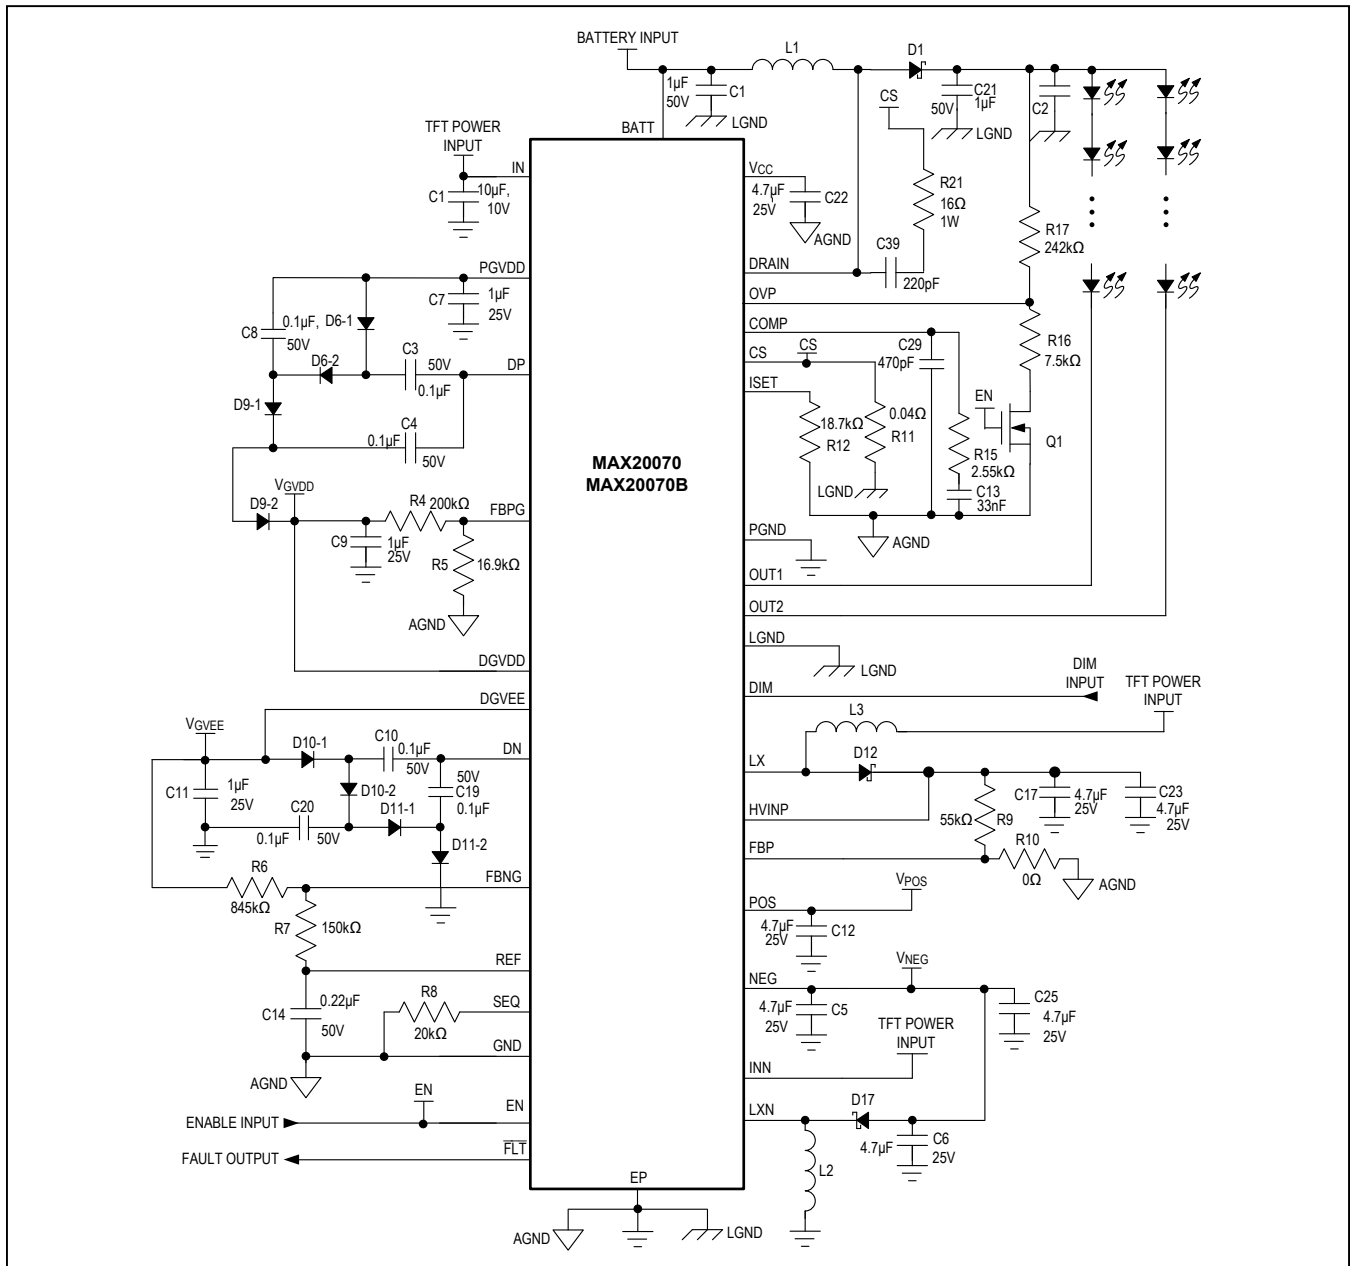 BATTERY INPUT
L1
D1
1µF
50V
C1
LGND
CS
50V
C21
1µF
LGND
C2
BATT
TFT POWER
INPUT
IN
C1
10µF,
10V
VCC
4.7µF
25V
C22
AGND
R21
16Ω
1W
R17
242kΩ
PGVDD
C7
1µF
25V
DRAIN
C39
220pF
OVP
C8
0.1µF,
50V
D6-1
D6-2
C3
50V
0.1µF
DP
COMP
CS
CS
C29
470pF
R16
7.5kΩ
ISET
EN
D9-1
0.1µF
C4
50V
18.7kΩ
R12
0.04Ω
R11
R15
2.55kΩ
Q1
MAX20070
MAX20070B
LGND
C13
33nF
VGVDD
D9-2
R4
200kΩ
FBPG
C9
1µF
25V
R5
16.9kΩ
AGND
PGND
AGND
OUT1
OUT2
DGVDD
LGND
LGND
DGVEE
DIM
DIM
INPUT
TFT POWER
INPUT
VGVEE
D10-1
C10
0.1µF
50V
DN
L3
LX
D12
C11
1µF
25V
D10-2
50V
C19
0.1µF
C20
0.1µF
50V
D11-1
D11-2
HVINP
55kΩ
R9
C17
4.7µF
25V
C23
4.7µF
25V
FBP
R10
0Ω
AGND
R6
845kΩ
FBNG
R7
150kΩ
VPOS
POS
4.7µF
25V
C12
REF
VNEG
NEG
C14
0.22µF
50V
R8
20kΩ
SEQ
4.7µF
25V
C5
C25
4.7µF
25V
TFT POWER
INPUT
GND
AGND
INN
EN
EN
ENABLE INPUT
LXN
D17
4.7µF
C6
25V
FAULT OUTPUT
FLT
L2
EP
AGND
LGND